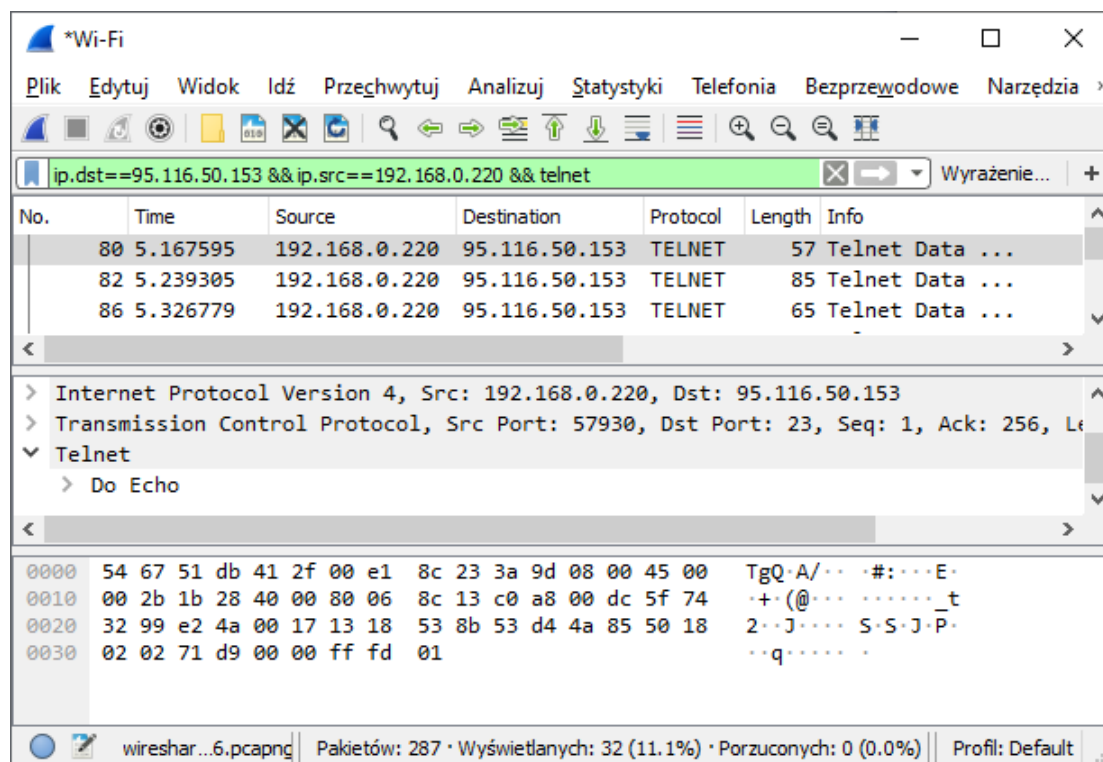 *Wi-Fi
Plik Edytuj Widok Idź Przechwytuj Analizuj Statystyki Telefonia Bezprzewodowe Narzędzia
ip.dst==95.116.50.153 && ip.src==192.168.0.220 && telnet Wyrażenie... +
No. Time Source Destination Protocol Length Info
80 5.167595 192.168.0.220 95.116.50.153 TELNET 57 Telnet Data ...
82 5.239305 192.168.0.220 95.116.50.153 TELNET 85 Telnet Data ...
86 5.326779 192.168.0.220 95.116.50.153 TELNET 65 Telnet Data ...
> Internet Protocol Version 4, Src: 192.168.0.220, Dst: 95.116.50.153
> Transmission Control Protocol, Src Port: 57930, Dst Port: 23, Seq: 1, Ack: 256,
Telnet
> Do Echo
0000 54 67 51 db 41 2f 00 e1 8c 23 3a 9d 08 00 45 00 TgQ·A/·· ·#:···E·
0010 00 2b 1b 28 40 00 80 06 8c 13 c0 a8 00 dc 5f 74 ·+·(@··· ······_t
0020 32 99 e2 4a 00 17 13 18 53 8b 53 d4 4a 85 50 18 2··J···· S·S·J·P·
0030 02 02 71 d9 00 00 ff fd 01 ··q····· ·
wireshar...6.pcapng Pakietów: 287 · Wyświetlanych: 32 (11.1%) · Porzuconych: 0 (0.0%) Profil: Default